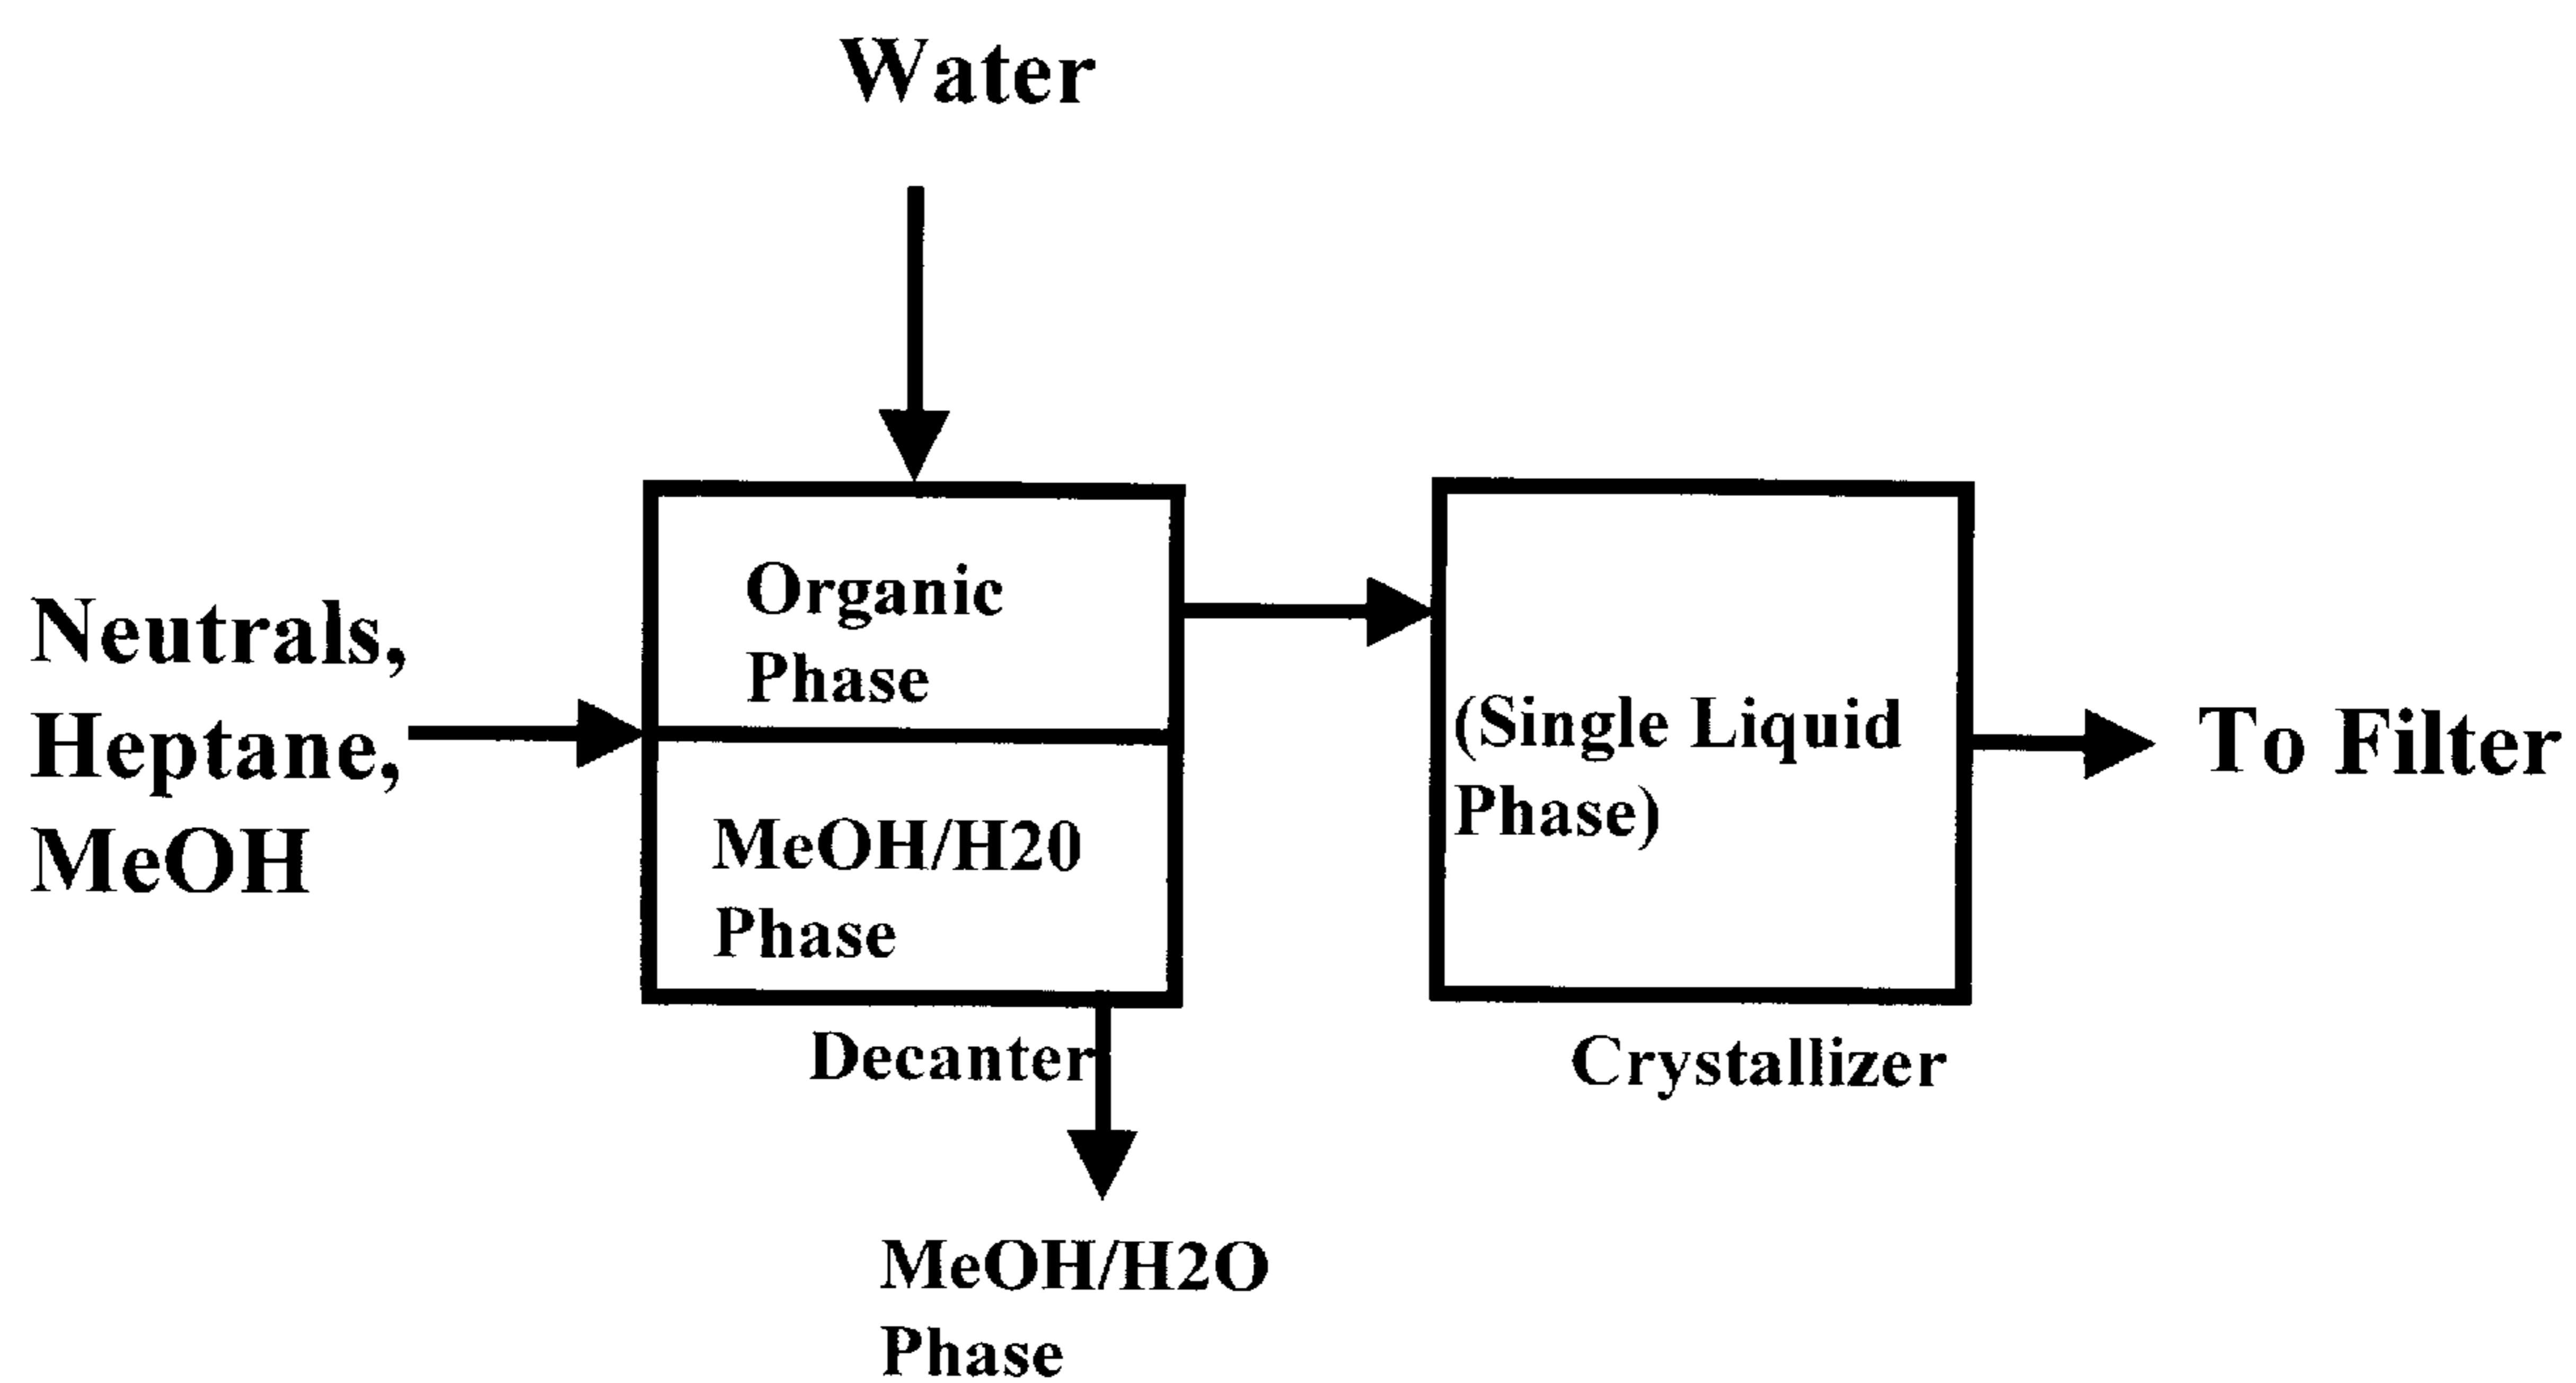 Water
Neutrals,
Heptane,
MeOH
Organic
Phase
MeOH/H20
Phase
Decanter
MeOH/H2O
Phase
(Single Liquid
Phase)
Crystallizer
To Filter